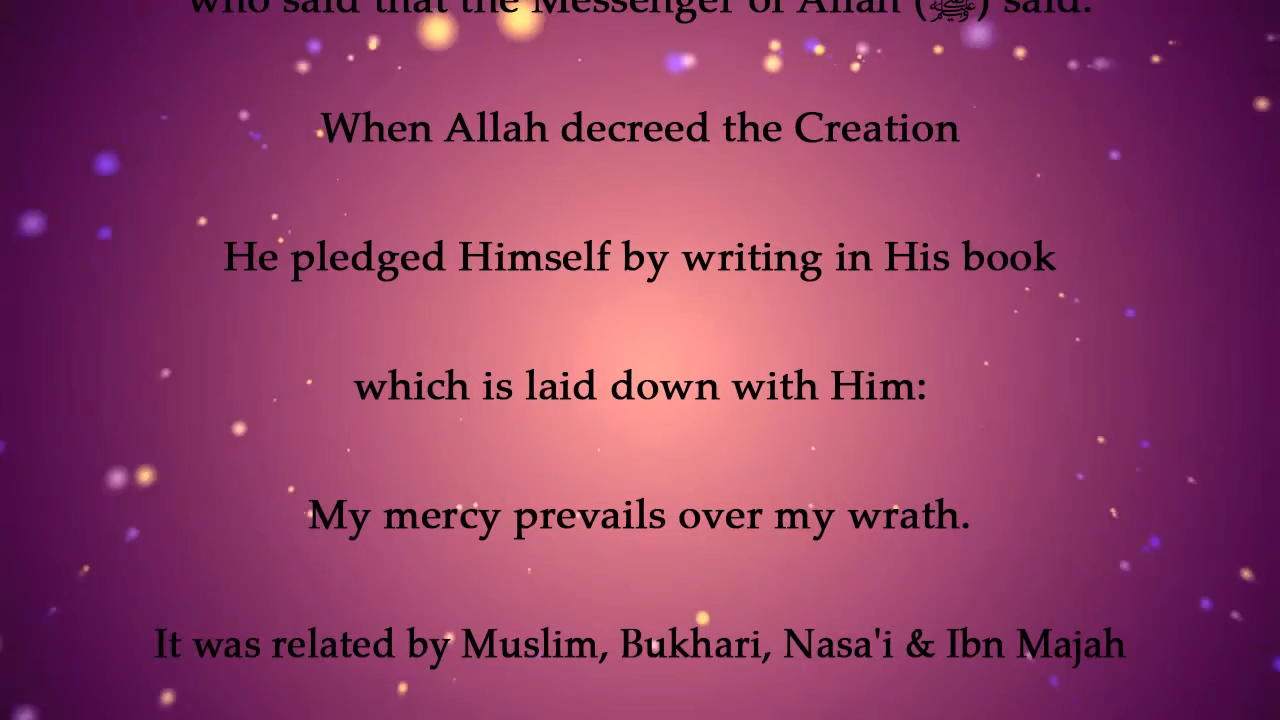 who said that the Messenger of Allah (ﷺ) said:
When Allah decreed the Creation
He pledged Himself by writing in His book
which is laid down with Him:
My mercy prevails over my wrath.
It was related by Muslim, Bukhari, Nasa'i & Ibn Majah